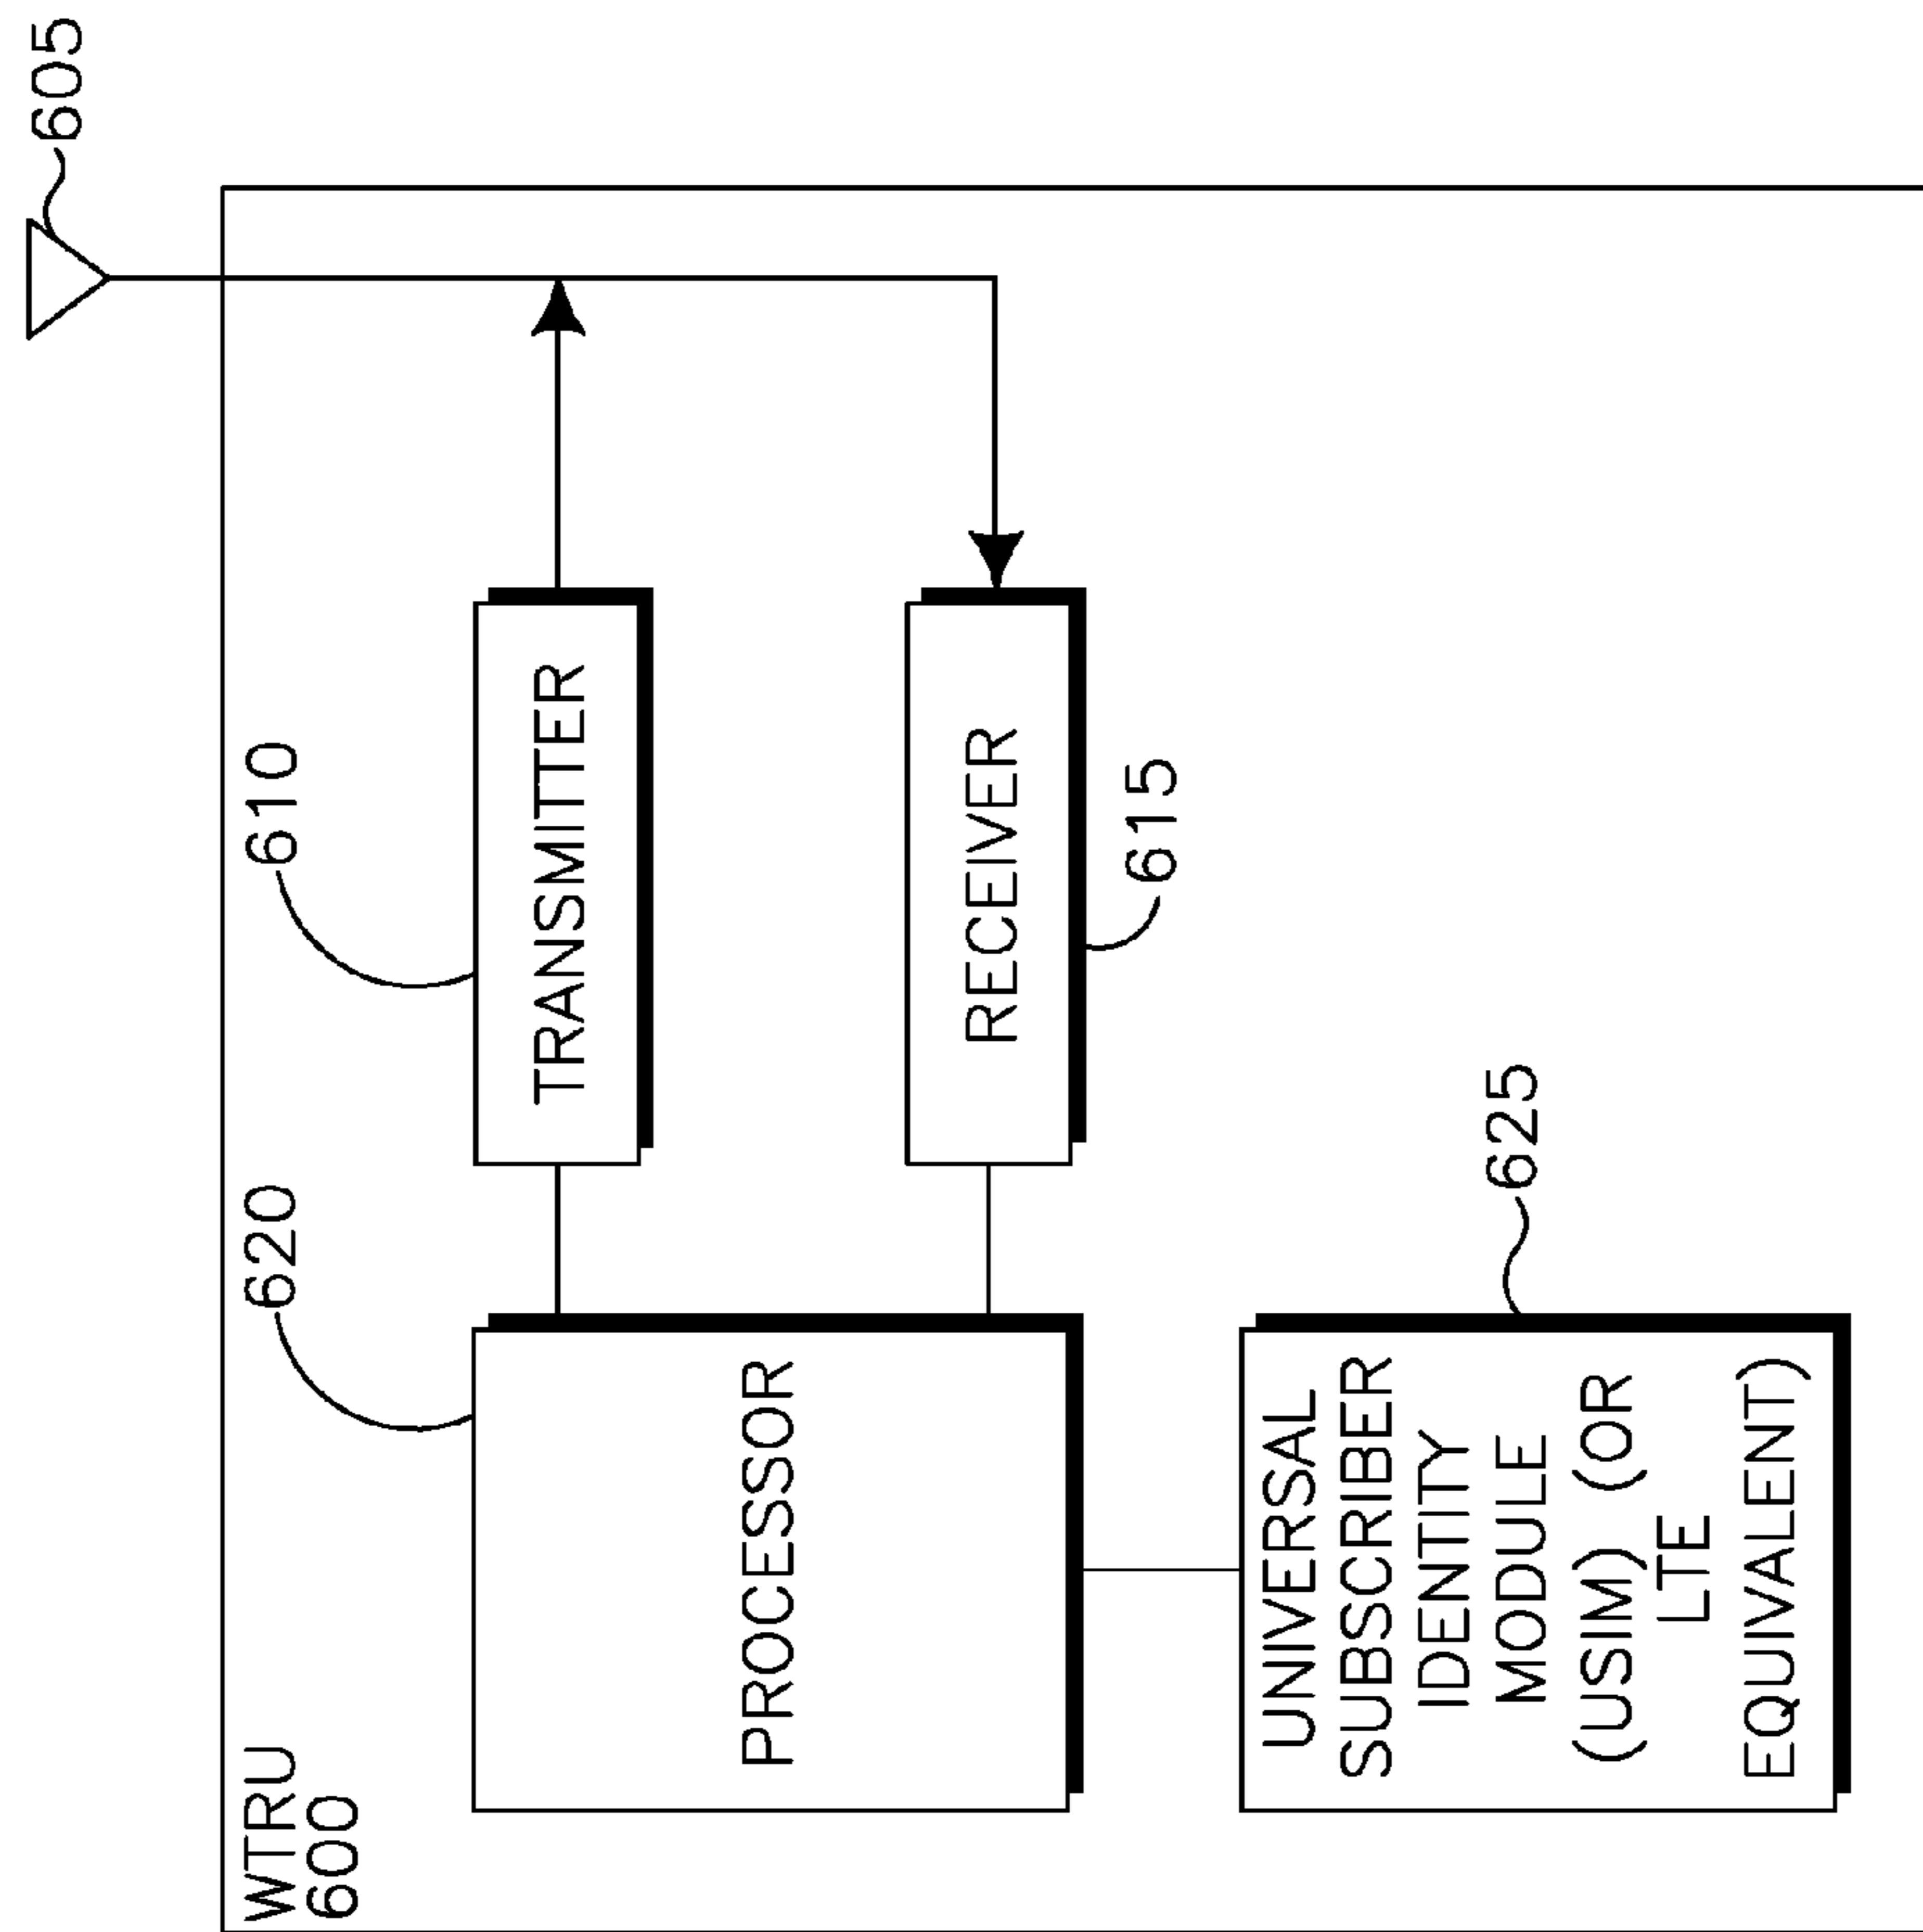 WTRU
600
620
610
605
PROCESSOR
TRANSMITTER
RECEIVER
615
UNIVERSAL
SUBSCRIBER
IDENTITY
MODULE
(USIM) (OR
LTE
EQUIVALENT)
625